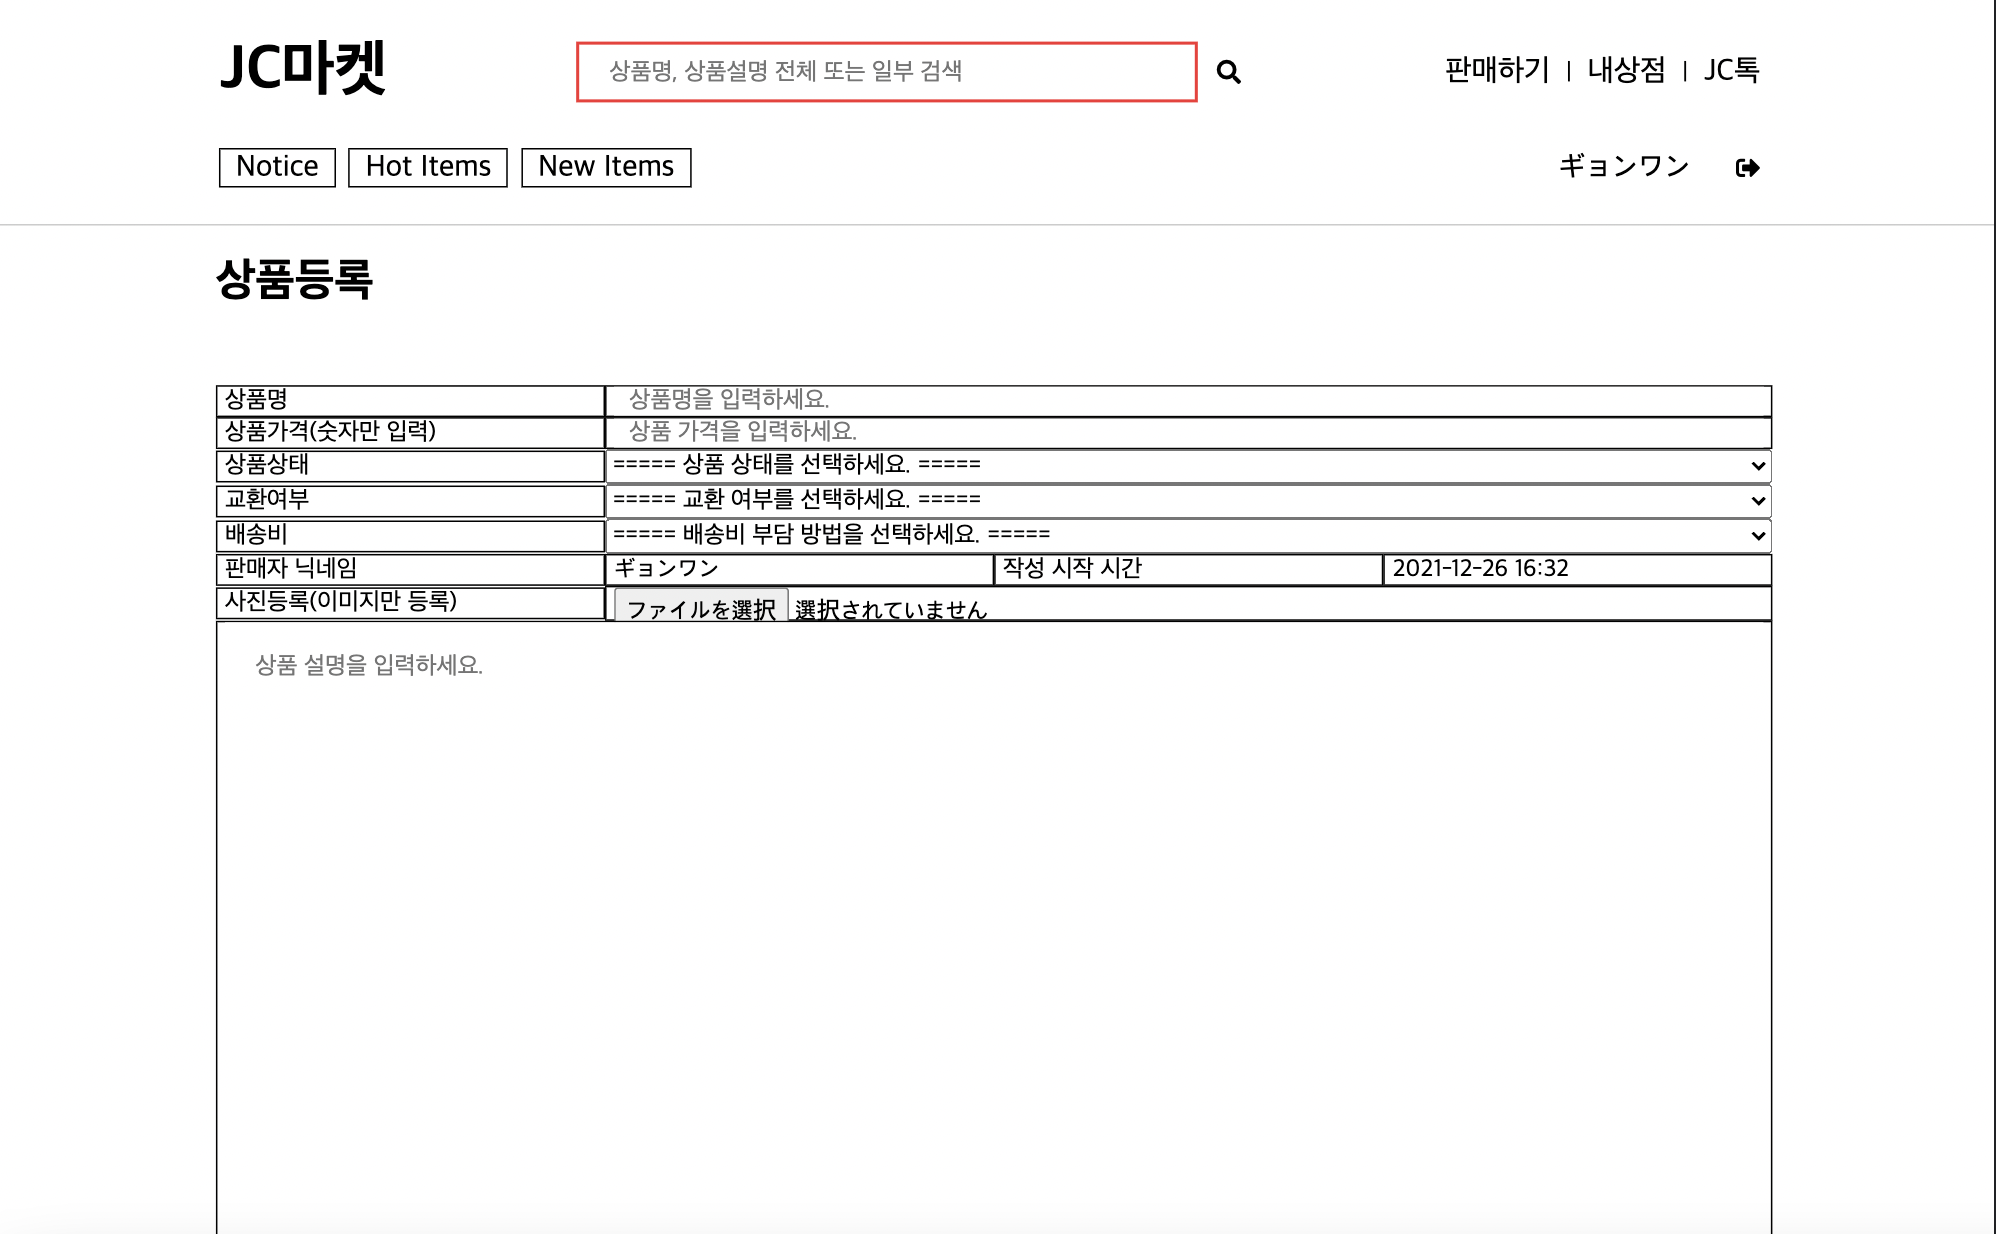 JC마켓
상품명, 상품설명 전체 또는 일부 검색
판매하기 | 내상점 | JC톡
Notice
Hot Items
New Items
ギョンワン
상품등록
상품명 상품명을 입력하세요.
상품가격(숫자만 입력) 상품 가격을 입력하세요.
상품상태 ===== 상품 상태를 선택하세요. =====
교환여부 ===== 교환 여부를 선택하세요. =====
배송비 ===== 배송비 부담 방법을 선택하세요. =====
판매자 닉네임 ギョンワン 작성 시작 시간 2021-12-26 16:32
사진등록(이미지만 등록) ファイルを選択 選択されていません
상품 설명을 입력하세요.